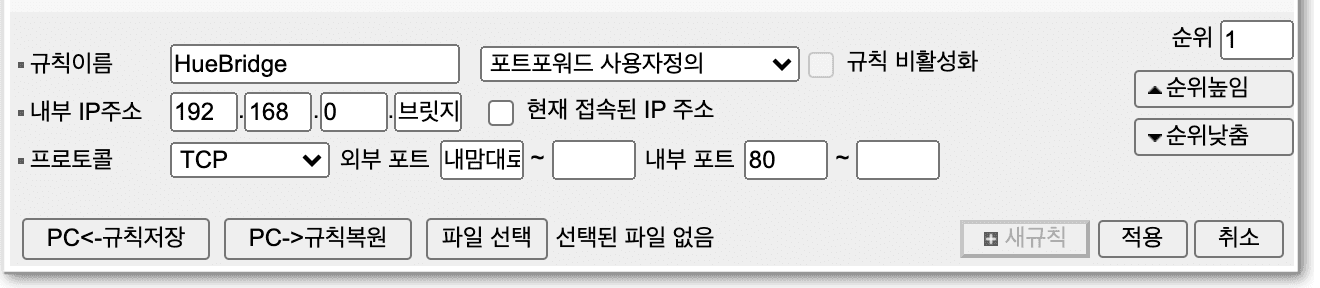 순위 1
규칙이름 HueBridge 포트포워드 사용자정의 규칙 비활성화
순위높임
내부 IP주소 192 . 168 . 0 . 브릿지 현재 접속된 IP 주소
순위낮춤
프로토콜 TCP 외부 포트 내맘대로 ~ 내부 포트 80 ~
PC<-규칙저장 PC->규칙복원 파일 선택 선택된 파일 없음 새규칙 적용 취소